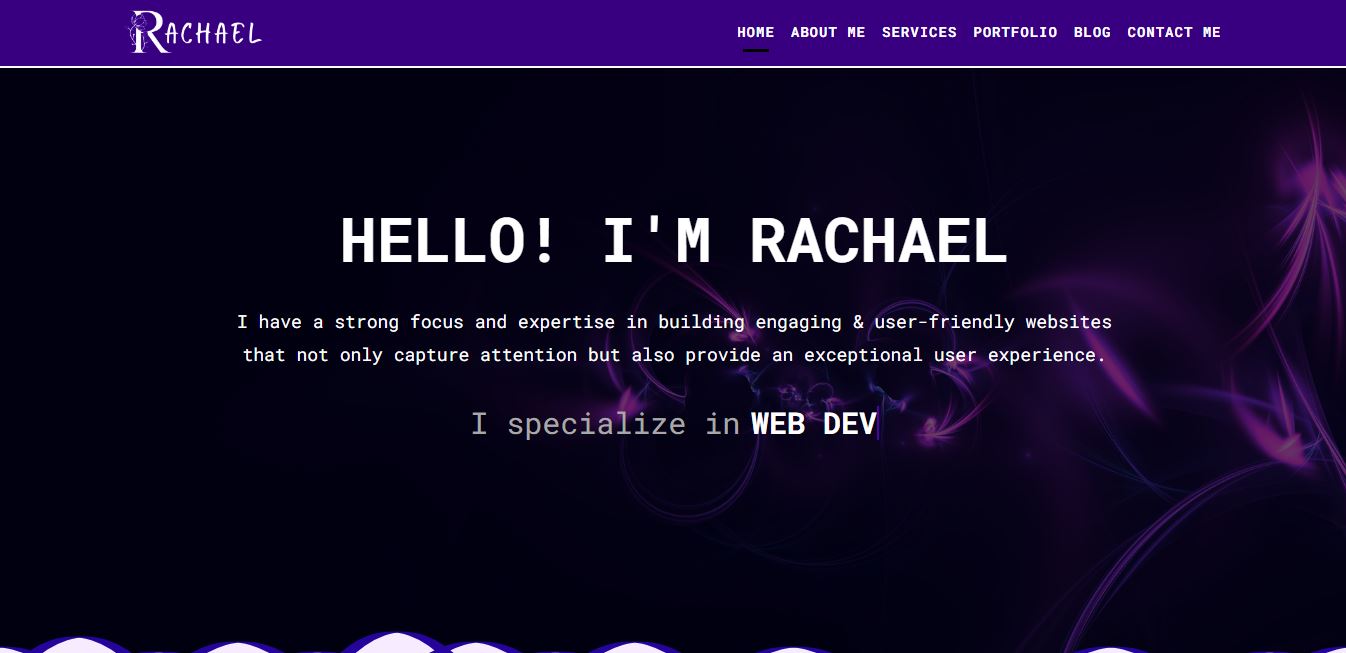 RACHAEL
HOME ABOUT ME SERVICES PORTFOLIO BLOG CONTACT ME
HELLO! I'M RACHAEL
I have a strong focus and expertise in building engaging & user-friendly websites
that not only capture attention but also provide an exceptional user experience.
I specialize in WEB DEV